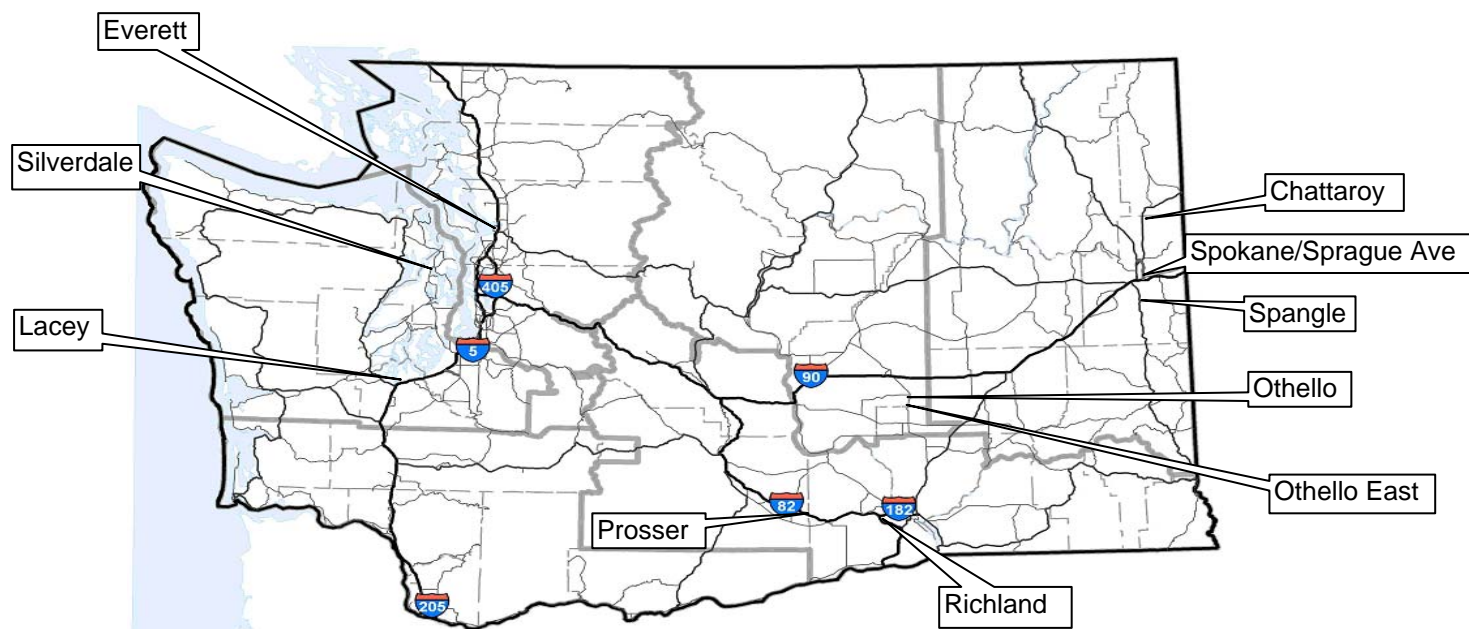 Everett
Silverdale
Chattaroy
Spokane/Sprague Ave
405
Lacey
Spangle
5
90
Othello
Othello East
82
182
Prosser
205
Richland